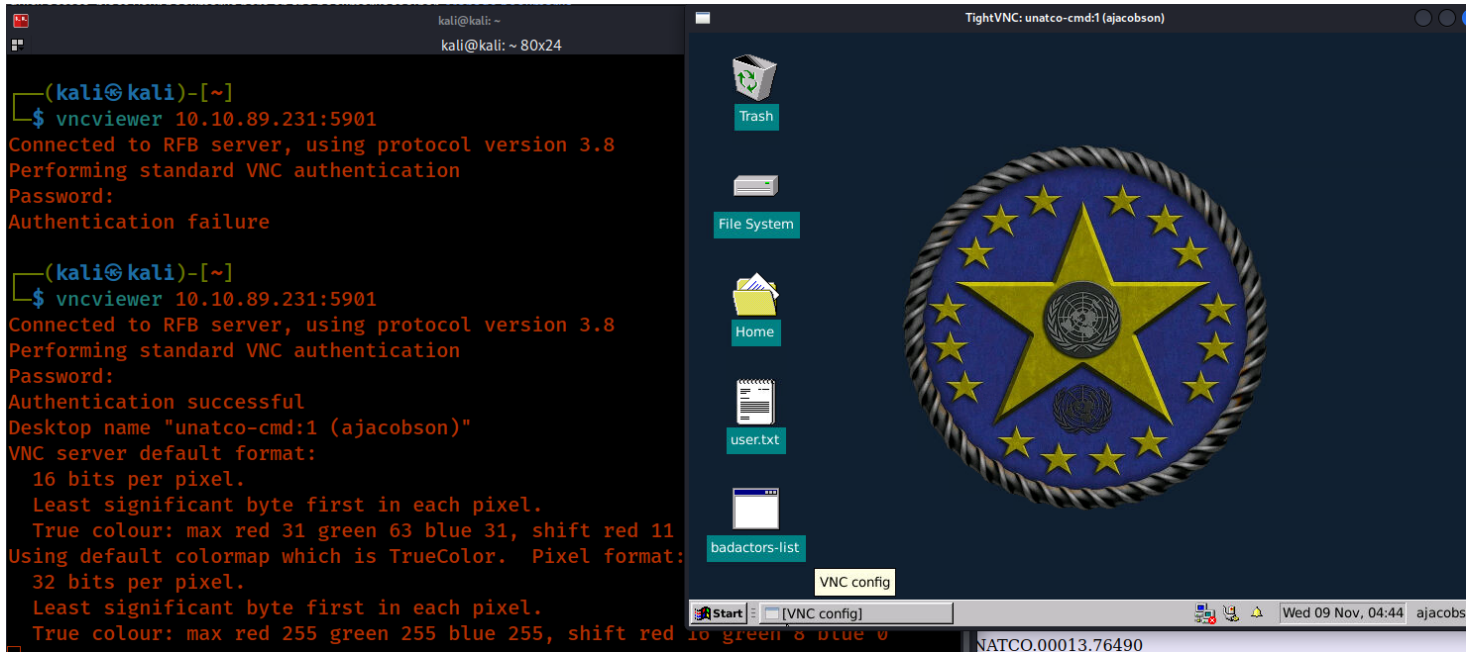 kali@kali: ~
kali@kali: ~ 80x24
(kali㉿kali)-[~]
$ vncviewer 10.10.89.231:5901
Connected to RFB server, using protocol version 3.8
Performing standard VNC authentication
Password:
Authentication failure
(kali㉿kali)-[~]
$ vncviewer 10.10.89.231:5901
Connected to RFB server, using protocol version 3.8
Performing standard VNC authentication
Password:
Authentication successful
Desktop name "unatco-cmd:1 (ajacobson)"
VNC server default format:
16 bits per pixel.
Least significant byte first in each pixel.
True colour: max red 31 green 63 blue 31, shift red 11
Using default colormap which is TrueColor. Pixel format:
32 bits per pixel.
Least significant byte first in each pixel.
True colour: max red 255 green 255 blue 255, shift red 16 green 8 blue 0
TightVNC: unatco-cmd:1 (ajacobson)
Trash
File System
Home
user.txt
badactors-list
VNC config
Start
[VNC config]
Wed 09 Nov, 04:44
ajacobs
NATCO.00013.76490